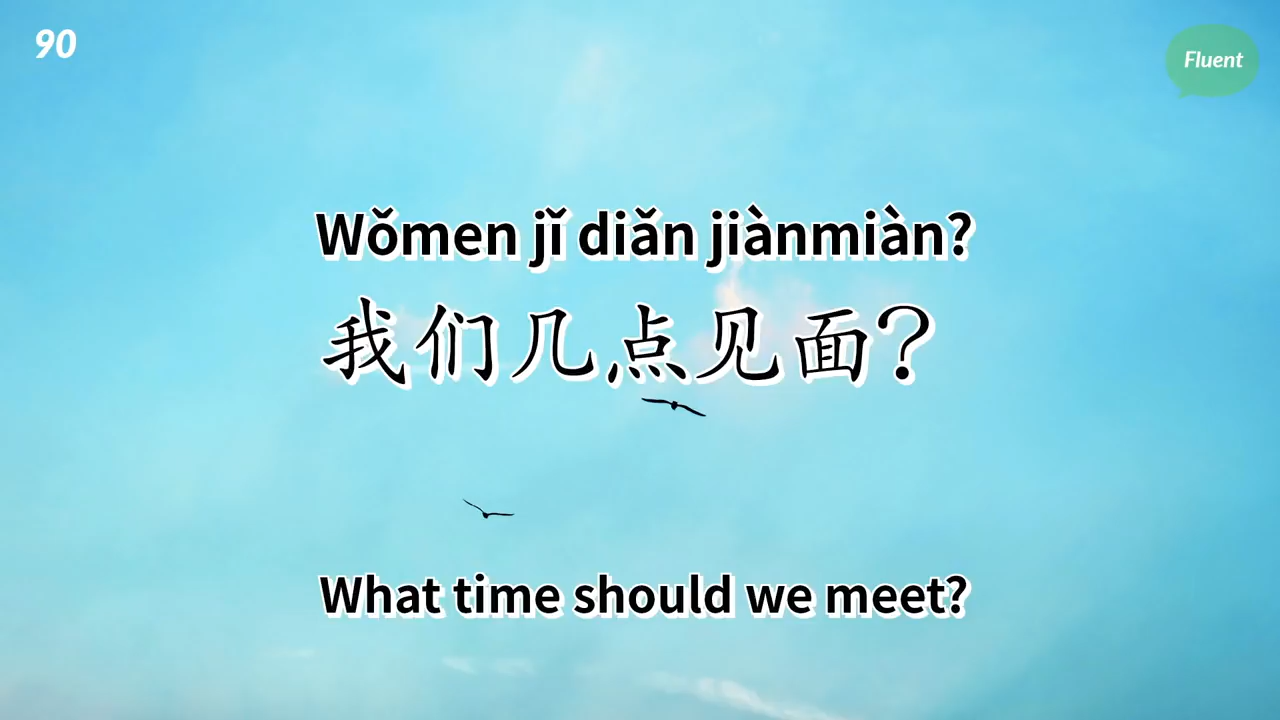 90
Fluent
Wǒmen jǐ diǎn jiànmiàn?
我们几点见面？
What time should we meet?